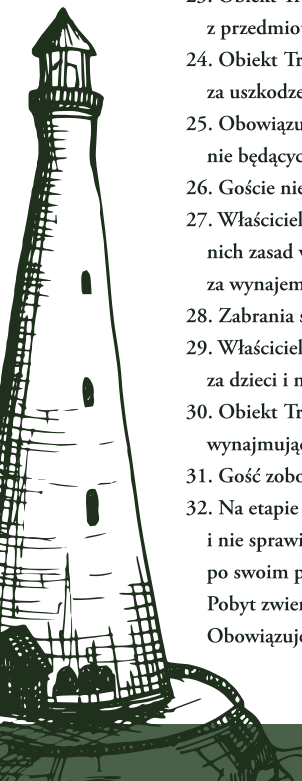 z przedmio
24. Obiekt Tr
za uszkodze
25. Obowiązu
nie będącyc
26. Goście nie
27. Właściciel
nich zasad
za wynajem
28. Zabrania
29. Właściciel
za dzieci i
30. Obiekt Tr
wynajmując
31. Gość zobo
32. Na etapie
i nie sprawi
po swoim p
Pobyt zwier
Obowiązuje